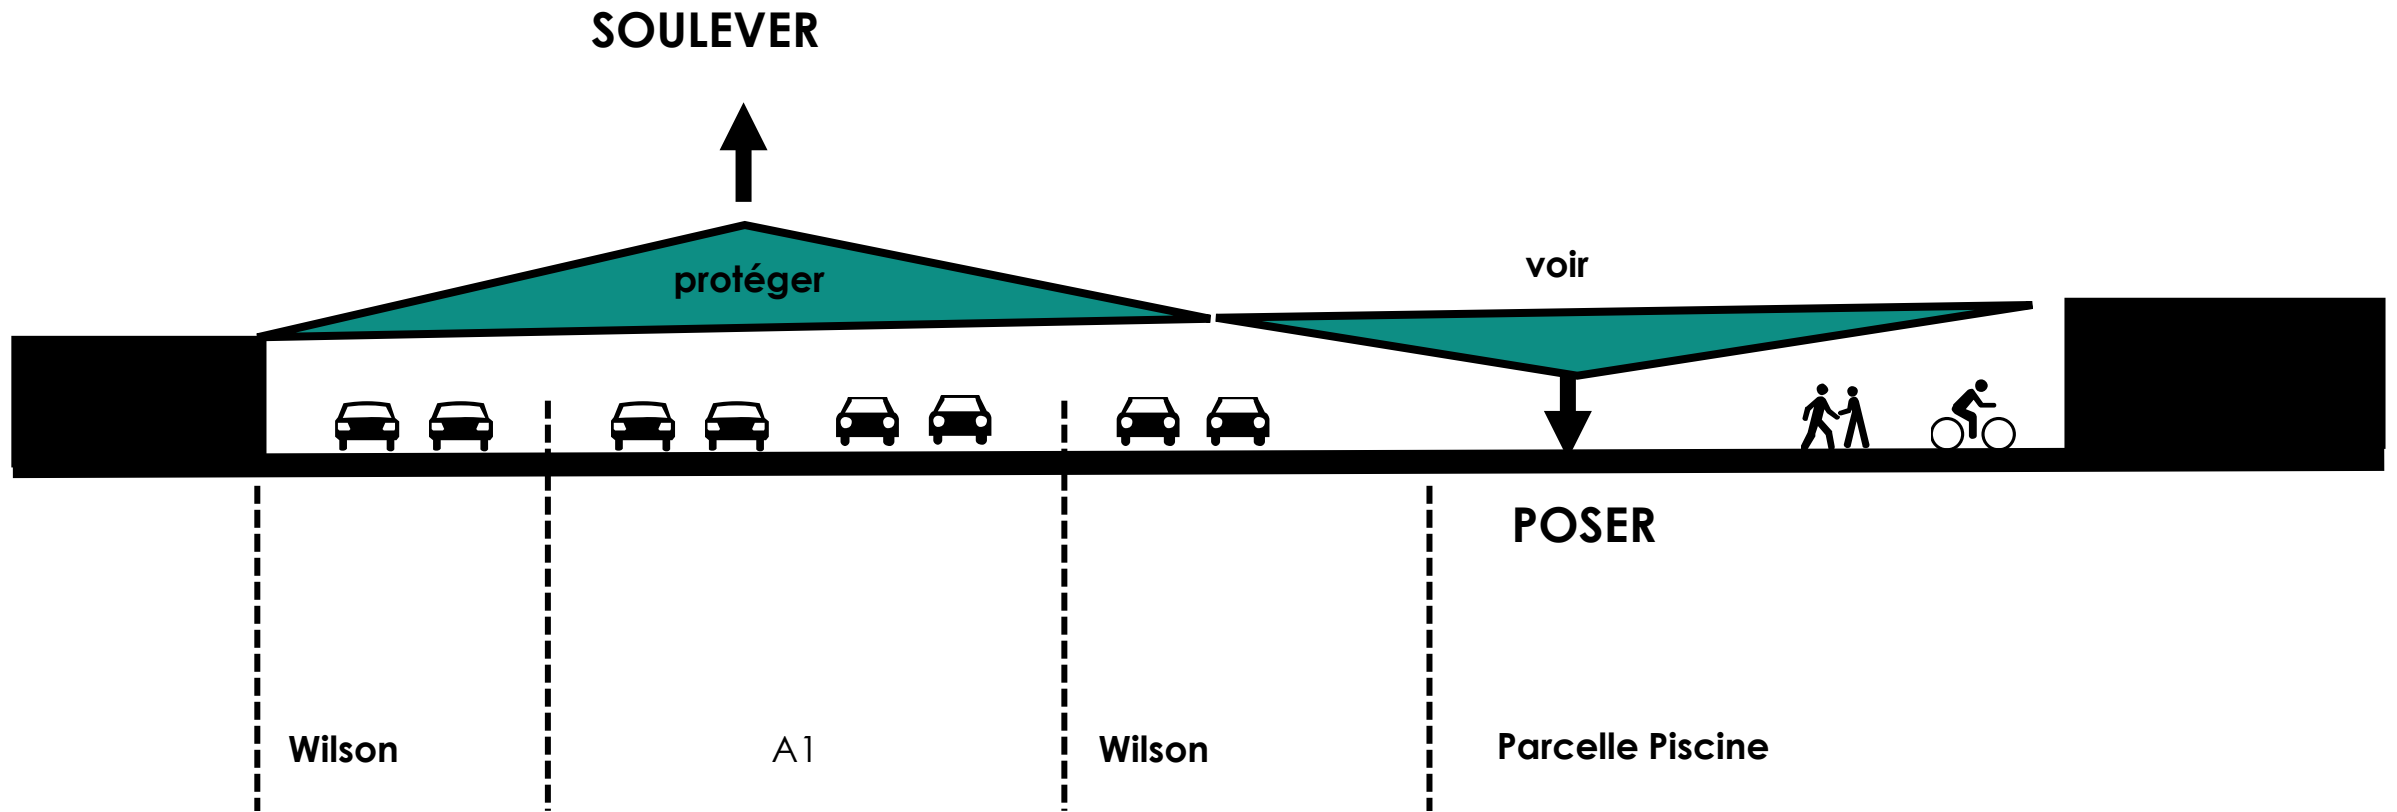 SOULEVER
protéger
voir
POSER
Wilson
A1
Wilson
Parcelle Piscine